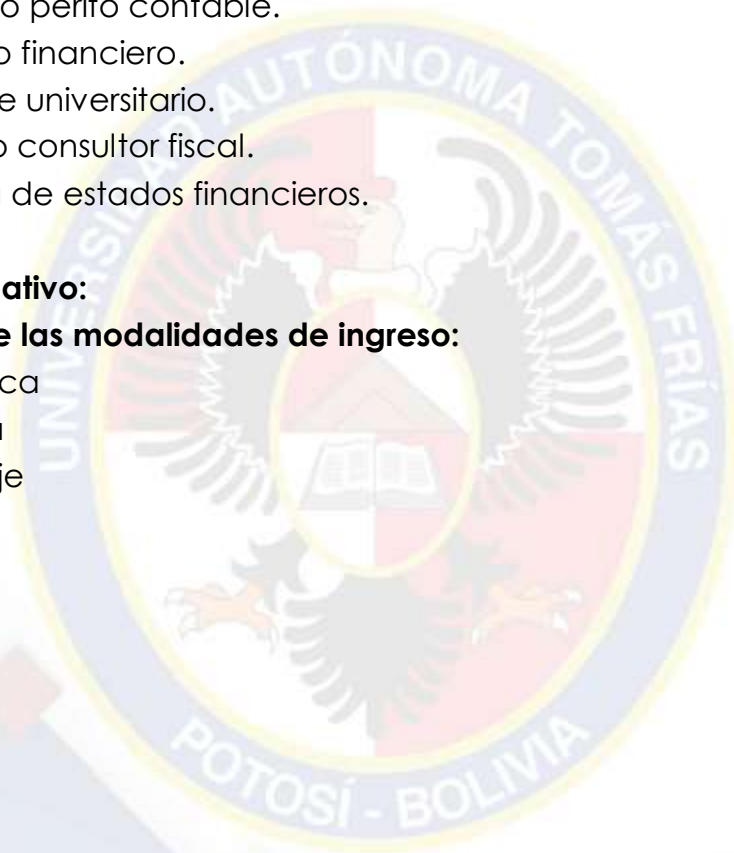 o perito contable.
o financiero.
e universitario.
o consultor fiscal.
de estados financieros.
ativo:
e las modalidades de ingreso:
ca
a
je
UNIVERSIDAD AUTÓNOMA TOMÁS FRÍAS
POTOSÍ - BOLIVIA